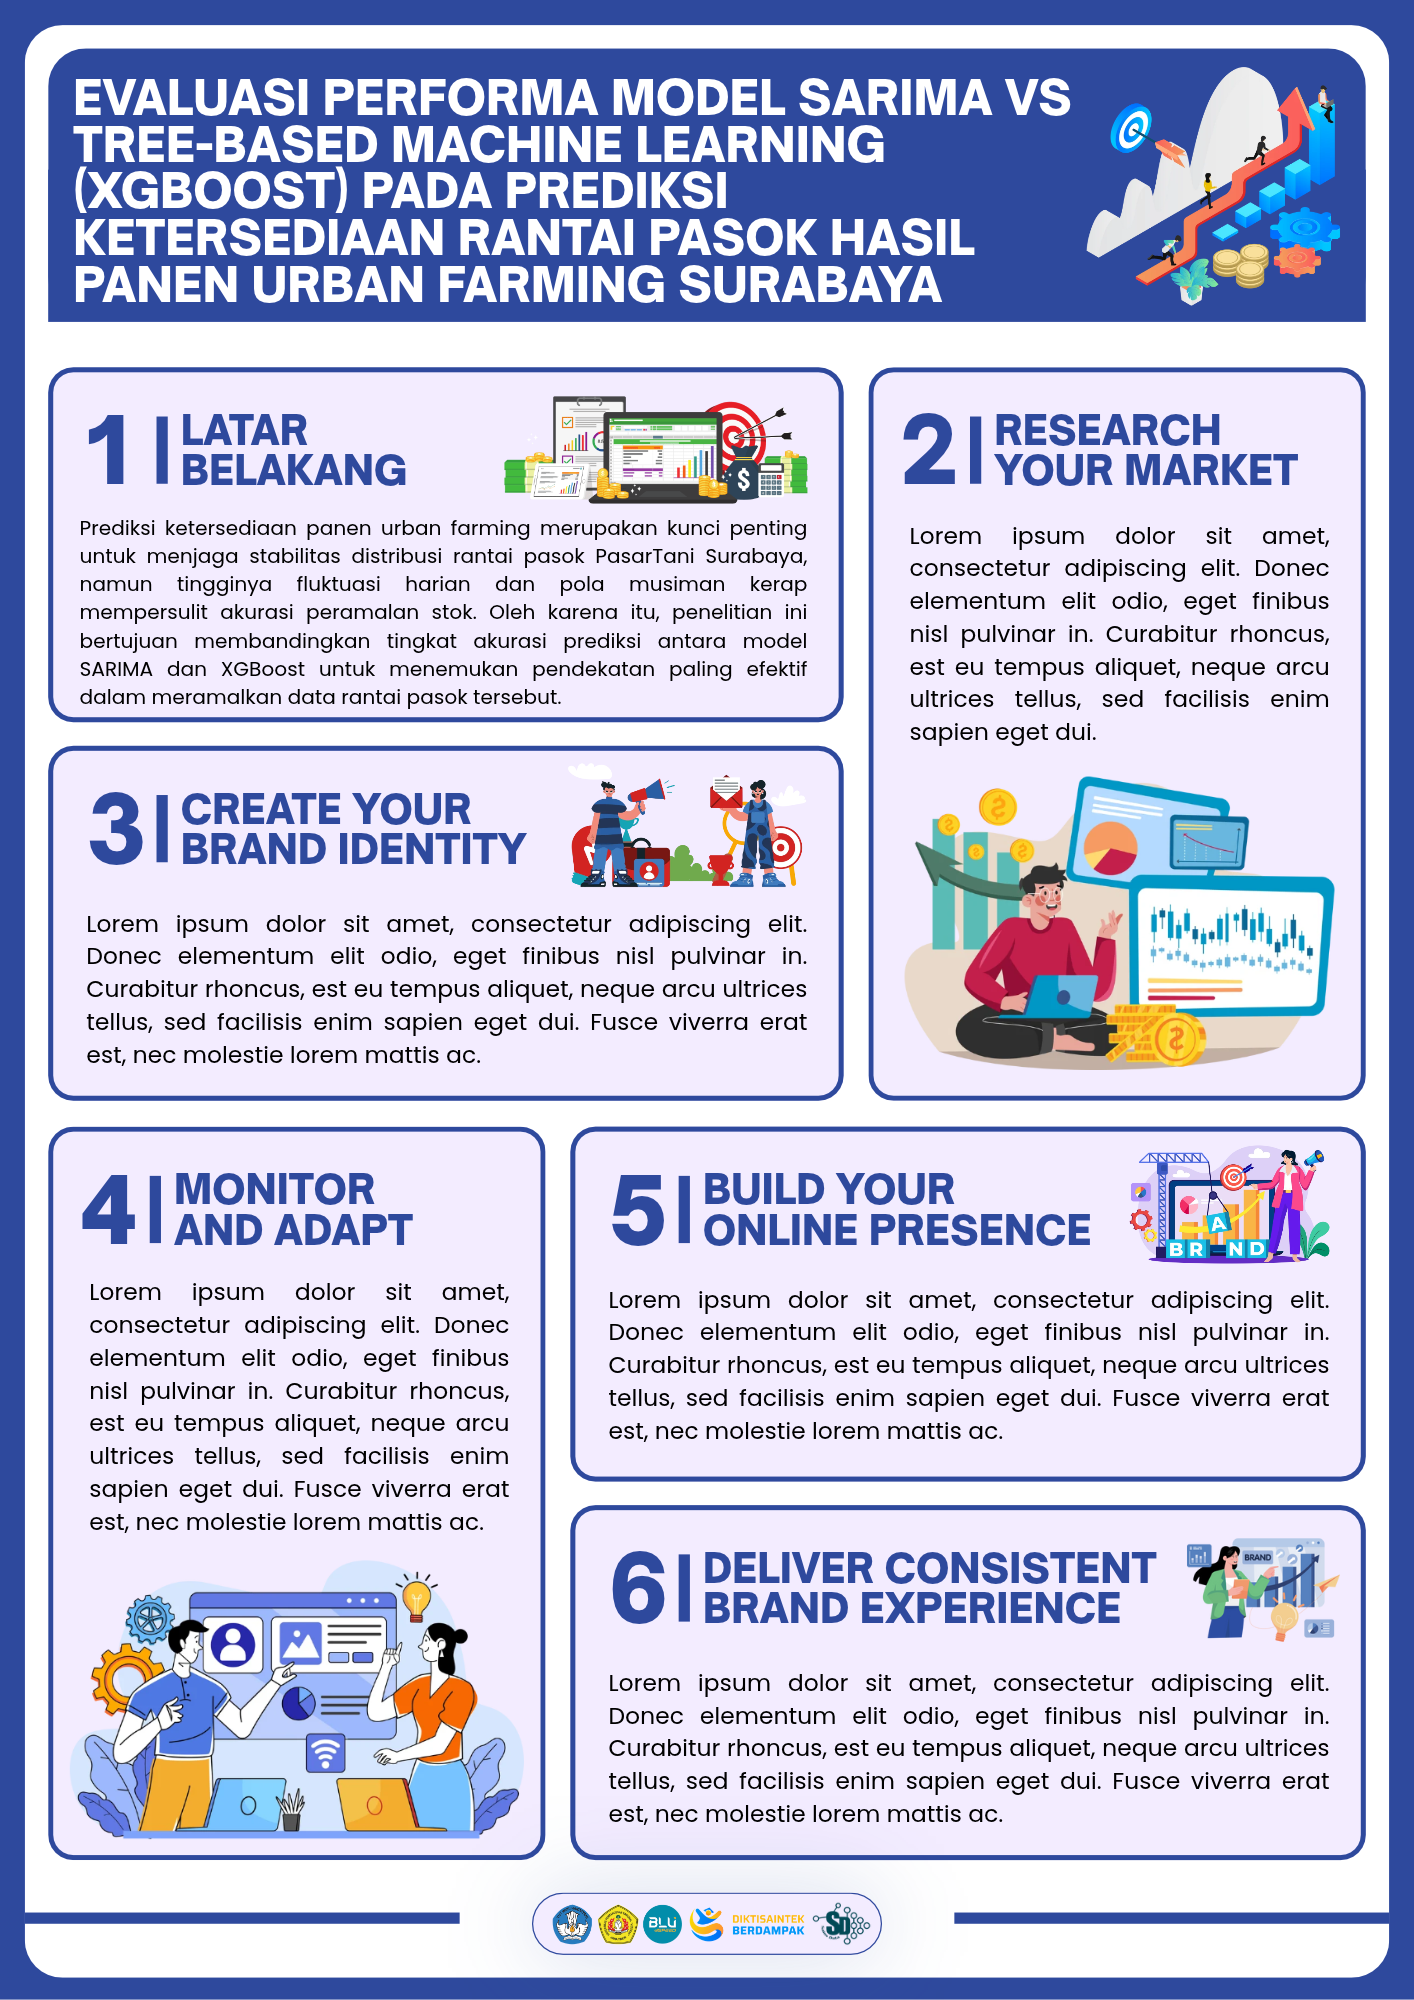 EVALUASI PERFORMA MODEL SARIMA VS
TREE-BASED MACHINE LEARNING
(XGBOOST) PADA PREDIKSI
KETERSEDIAAN RANTAI PASOK HASIL
PANEN URBAN FARMING SURABAYA
1 LATAR
BELAKANG
Prediksi ketersediaan panen urban farming merupakan kunci penting
untuk menjaga stabilitas distribusi rantai pasok PasarTani Surabaya,
namun tingginya fluktuasi harian dan pola musiman kerap
mempersulit akurasi peramalan stok. Oleh karena itu, penelitian ini
bertujuan membandingkan tingkat akurasi prediksi antara model
SARIMA dan XGBoost untuk menemukan pendekatan paling efektif
dalam meramalkan data rantai pasok tersebut.
2 RESEARCH
YOUR MARKET
Lorem ipsum dolor sit amet,
consectetur adipiscing elit. Donec
elementum elit odio, eget finibus
nisl pulvinar in. Curabitur rhoncus,
est eu tempus aliquet, neque arcu
ultrices tellus, sed facilisis enim
sapien eget dui.
3 CREATE YOUR
BRAND IDENTITY
Lorem ipsum dolor sit amet, consectetur adipiscing elit.
Donec elementum elit odio, eget finibus nisl pulvinar in.
Curabitur rhoncus, est eu tempus aliquet, neque arcu ultrices
tellus, sed facilisis enim sapien eget dui. Fusce viverra erat
est, nec molestie lorem mattis ac.
4 MONITOR
AND ADAPT
Lorem ipsum dolor sit amet,
consectetur adipiscing elit. Donec
elementum elit odio, eget finibus
nisl pulvinar in. Curabitur rhoncus,
est eu tempus aliquet, neque arcu
ultrices tellus, sed facilisis enim
sapien eget dui. Fusce viverra erat
est, nec molestie lorem mattis ac.
5 BUILD YOUR
ONLINE PRESENCE
BRAND
Lorem ipsum dolor sit amet, consectetur adipiscing elit.
Donec elementum elit odio, eget finibus nisl pulvinar in.
Curabitur rhoncus, est eu tempus aliquet, neque arcu ultrices
tellus, sed facilisis enim sapien eget dui. Fusce viverra erat
est, nec molestie lorem mattis ac.
6 DELIVER CONSISTENT
BRAND EXPERIENCE
BRAND
Lorem ipsum dolor sit amet, consectetur adipiscing elit.
Donec elementum elit odio, eget finibus nisl pulvinar in.
Curabitur rhoncus, est eu tempus aliquet, neque arcu ultrices
tellus, sed facilisis enim sapien eget dui. Fusce viverra erat
est, nec molestie lorem mattis ac.
BLU
DIKTISAINTEK
BERDAMPAK
SD